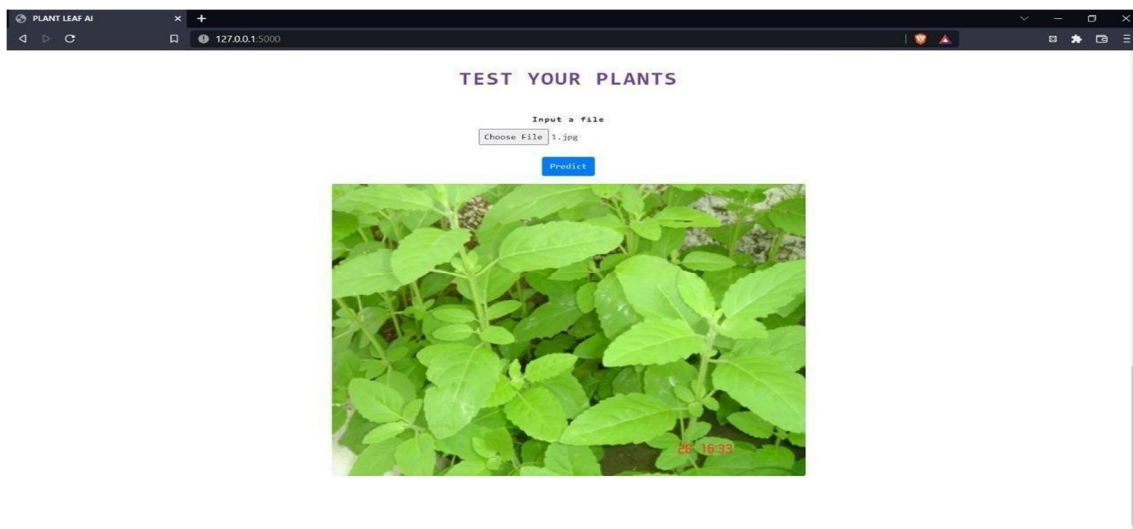 PLANT LEAF AI
127.0.0.1:5000
TEST YOUR PLANTS
Input a file
Choose File 1.jpg
Predict
28 16:33